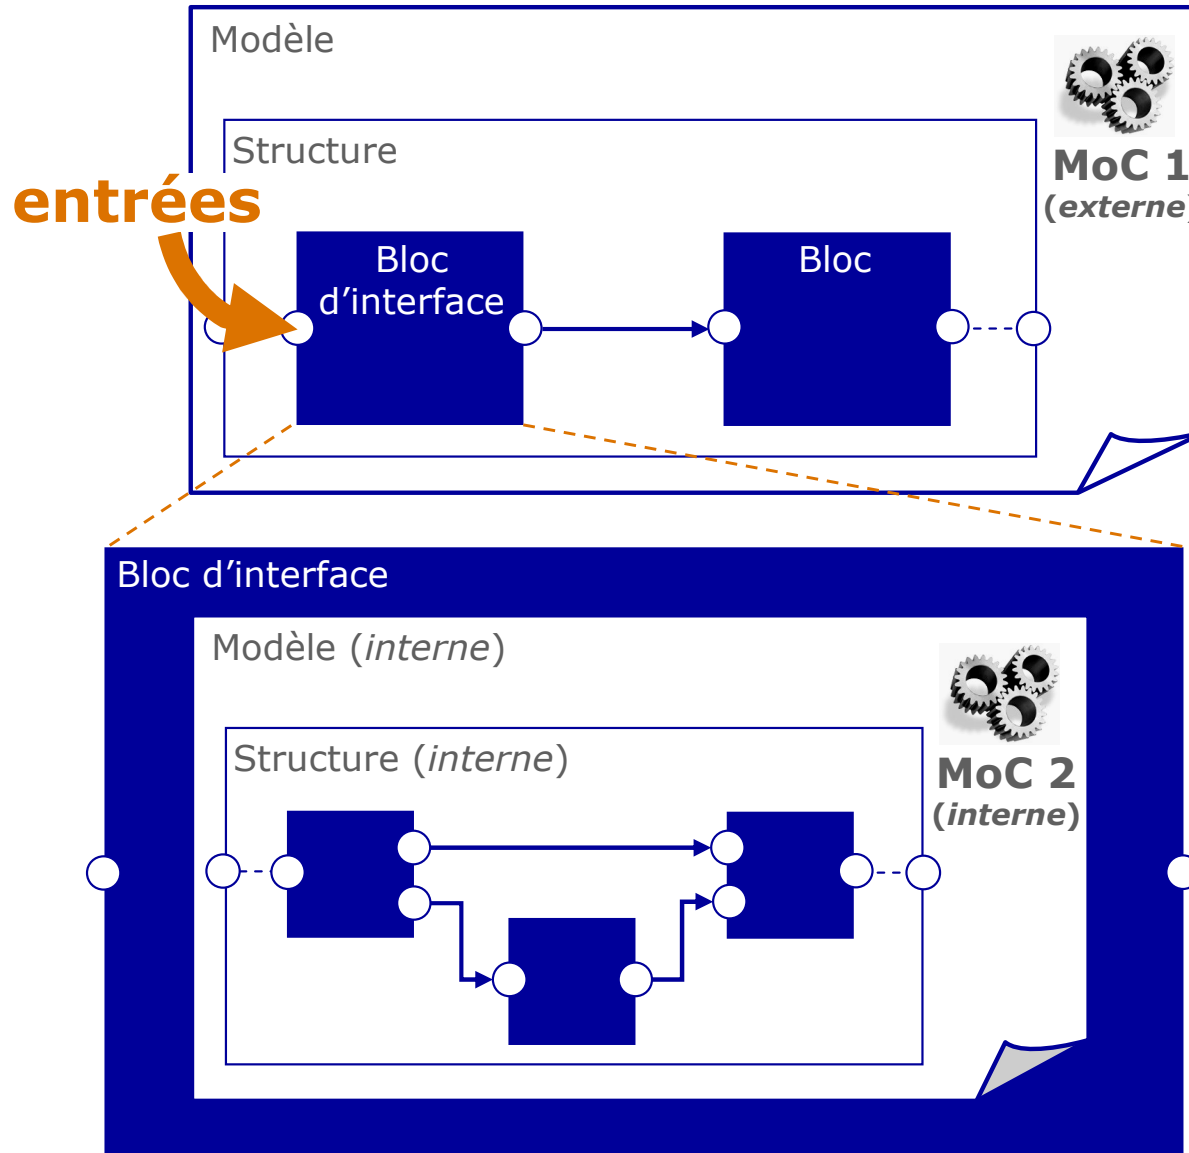 Modèle
MoC 1
(externe)
Structure
entrées
Bloc
d’interface
Bloc
Bloc d’interface
Modèle (interne)
Structure (interne)
MoC 2
(interne)